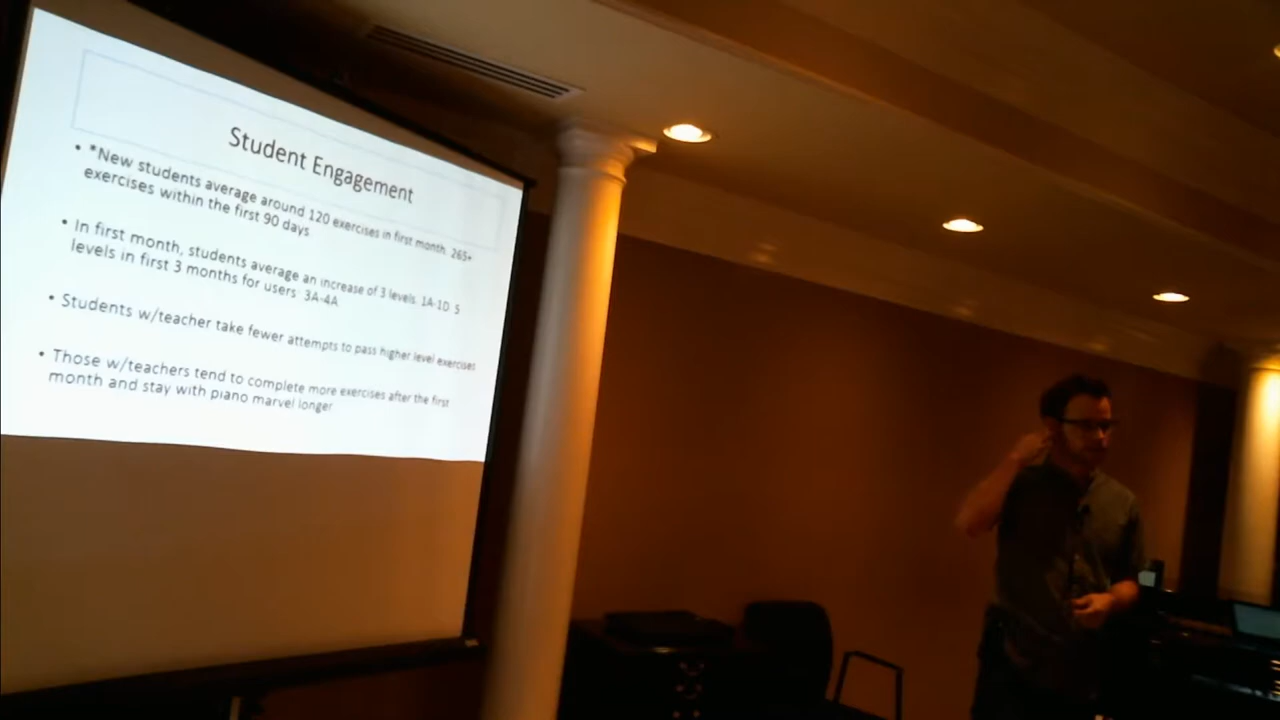 Student Engagement
• *New students average around 120 exercises in first month. 265+
exercises within the first 90 days
• In first month, students average an increase of 3 levels. 1A-1D. 5
levels in first 3 months for users 3A-4A
• Students w/teacher take fewer attempts to pass higher level exercises
• Those w/teachers tend to complete more exercises after the first
month and stay with piano marvel longer